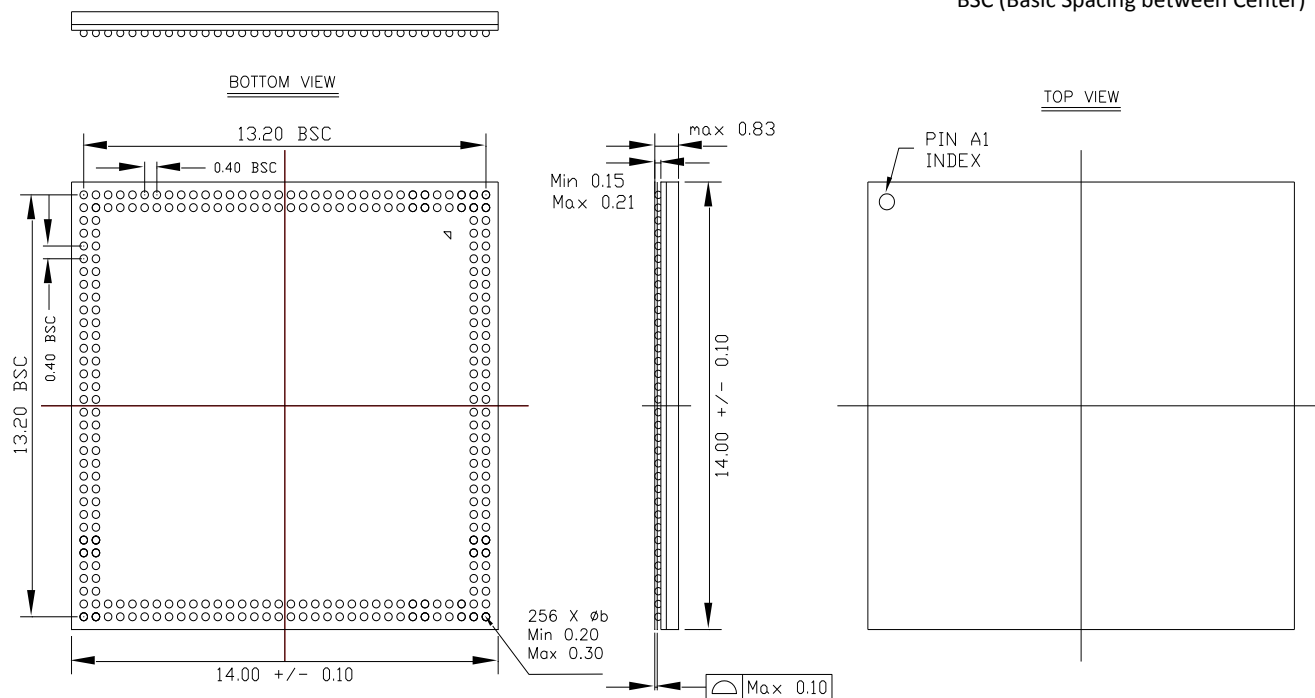 BSC (Basic Spacing between Center)
BOTTOM VIEW
TOP VIEW
13.20 BSC
max 0.83
0.40 BSC
PIN A1
INDEX
Min 0.15
Max 0.21
13.20 BSC
0.40 BSC
14.00 +/- 0.10
256 X øb
Min 0.20
Max 0.30
14.00 +/- 0.10
Max 0.10